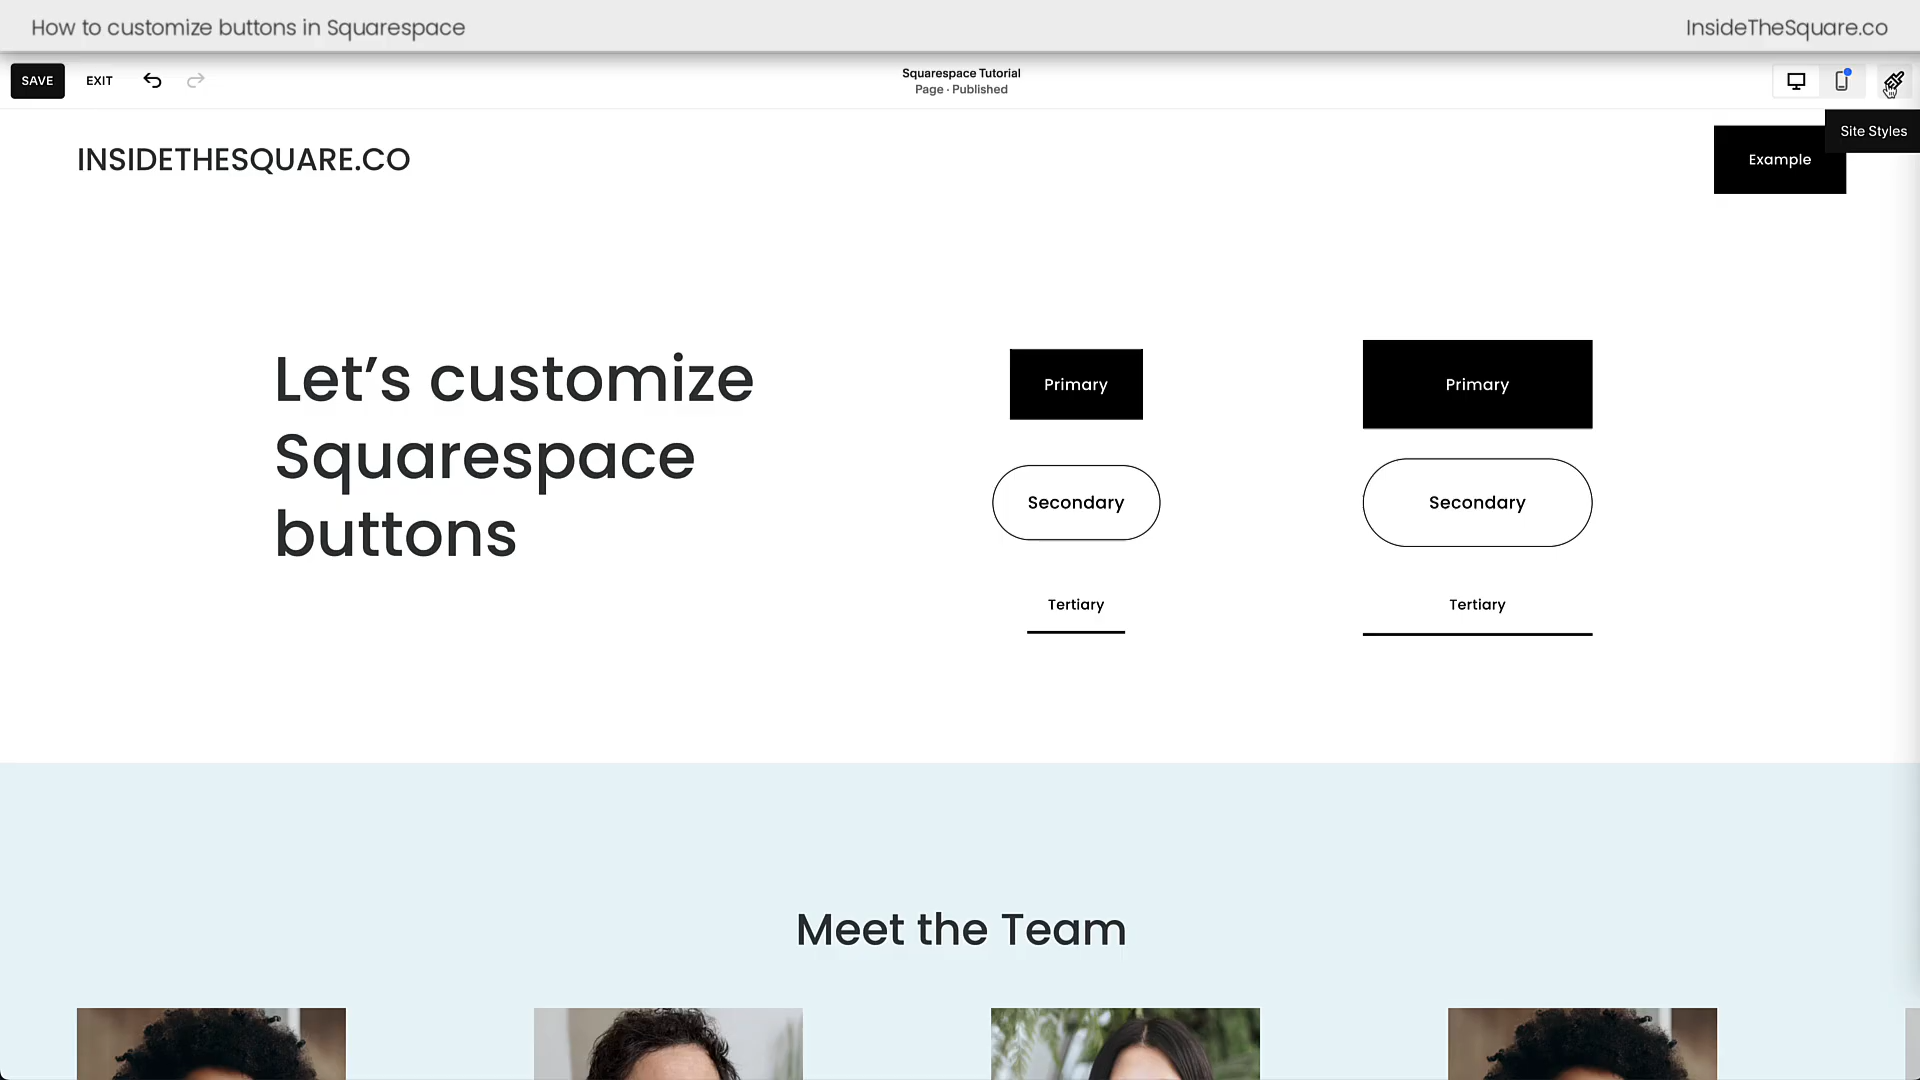 How to customize buttons in Squarespace
InsideTheSquare.co
SAVE
EXIT
Squarespace Tutorial
Page · Published
Site Styles
INSIDETHESQUARE.CO
Example
Let’s customize
Squarespace
buttons
Primary
Primary
Secondary
Secondary
Tertiary
Tertiary
Meet the Team